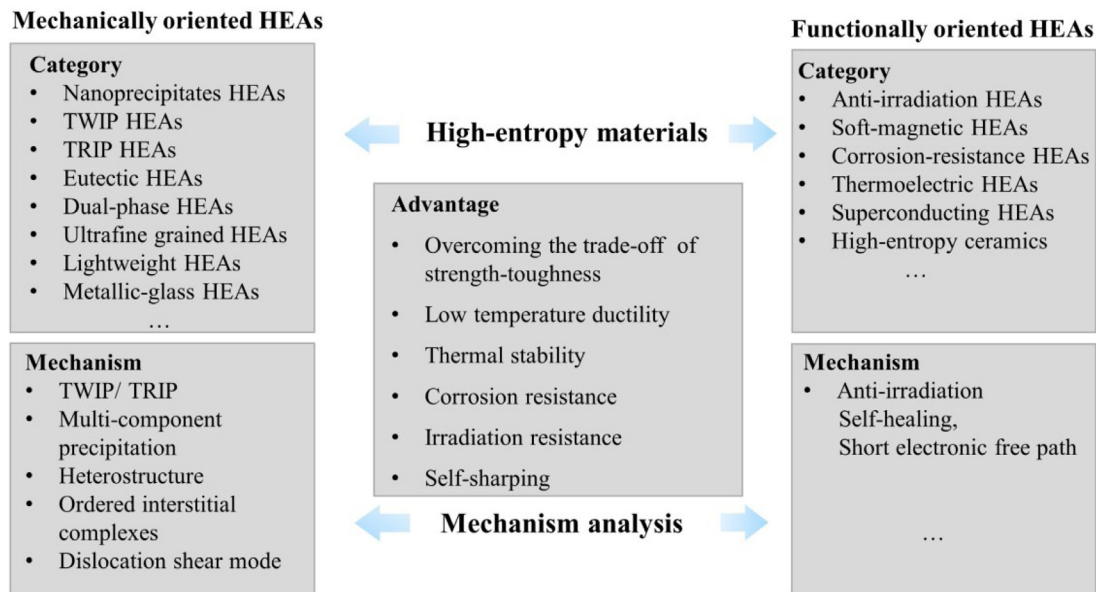 Mechanically oriented HEAs
Category
• Nanoprecipitates HEAs
• TWIP HEAs
• TRIP HEAs
• Eutectic HEAs
• Dual-phase HEAs
• Ultrafine grained HEAs
• Lightweight HEAs
• Metallic-glass HEAs
…
Mechanism
• TWIP/ TRIP
• Multi-component
precipitation
• Heterostructure
• Ordered interstitial
complexes
• Dislocation shear mode
High-entropy materials
Advantage
• Overcoming the trade-off of
strength-toughness
• Low temperature ductility
• Thermal stability
• Corrosion resistance
• Irradiation resistance
• Self-sharping
Mechanism analysis
Functionally oriented HEAs
Category
• Anti-irradiation HEAs
• Soft-magnetic HEAs
• Corrosion-resistance HEAs
• Thermoelectric HEAs
• Superconducting HEAs
• High-entropy ceramics
…
Mechanism
• Anti-irradiation
Self-healing,
Short electronic free path
…